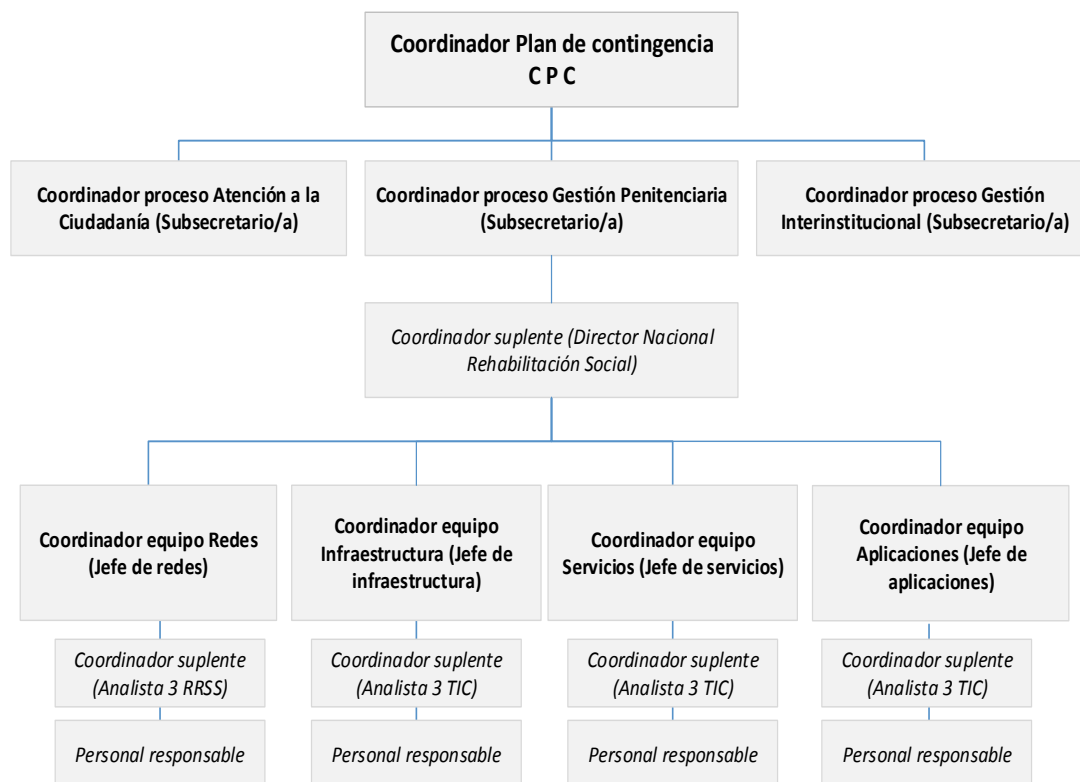 Coordinador Plan de contingencia
C P C
Coordinador proceso Atención a la
Ciudadanía (Subsecretario/a)
Coordinador proceso Gestión Penitenciaria
(Subsecretario/a)
Coordinador proceso Gestión
Interinstitucional (Subsecretario/a)
Coordinador suplente (Director Nacional
Rehabilitación Social)
Coordinador equipo Redes
(Jefe de redes)
Coordinador equipo
Infraestructura (Jefe de
infraestructura)
Coordinador equipo
Servicios (Jefe de servicios)
Coordinador equipo
Aplicaciones (Jefe de
aplicaciones)
Coordinador suplente
(Analista 3 RRSS)
Coordinador suplente
(Analista 3 TIC)
Coordinador suplente
(Analista 3 TIC)
Coordinador suplente
(Analista 3 TIC)
Personal responsable
Personal responsable
Personal responsable
Personal responsable